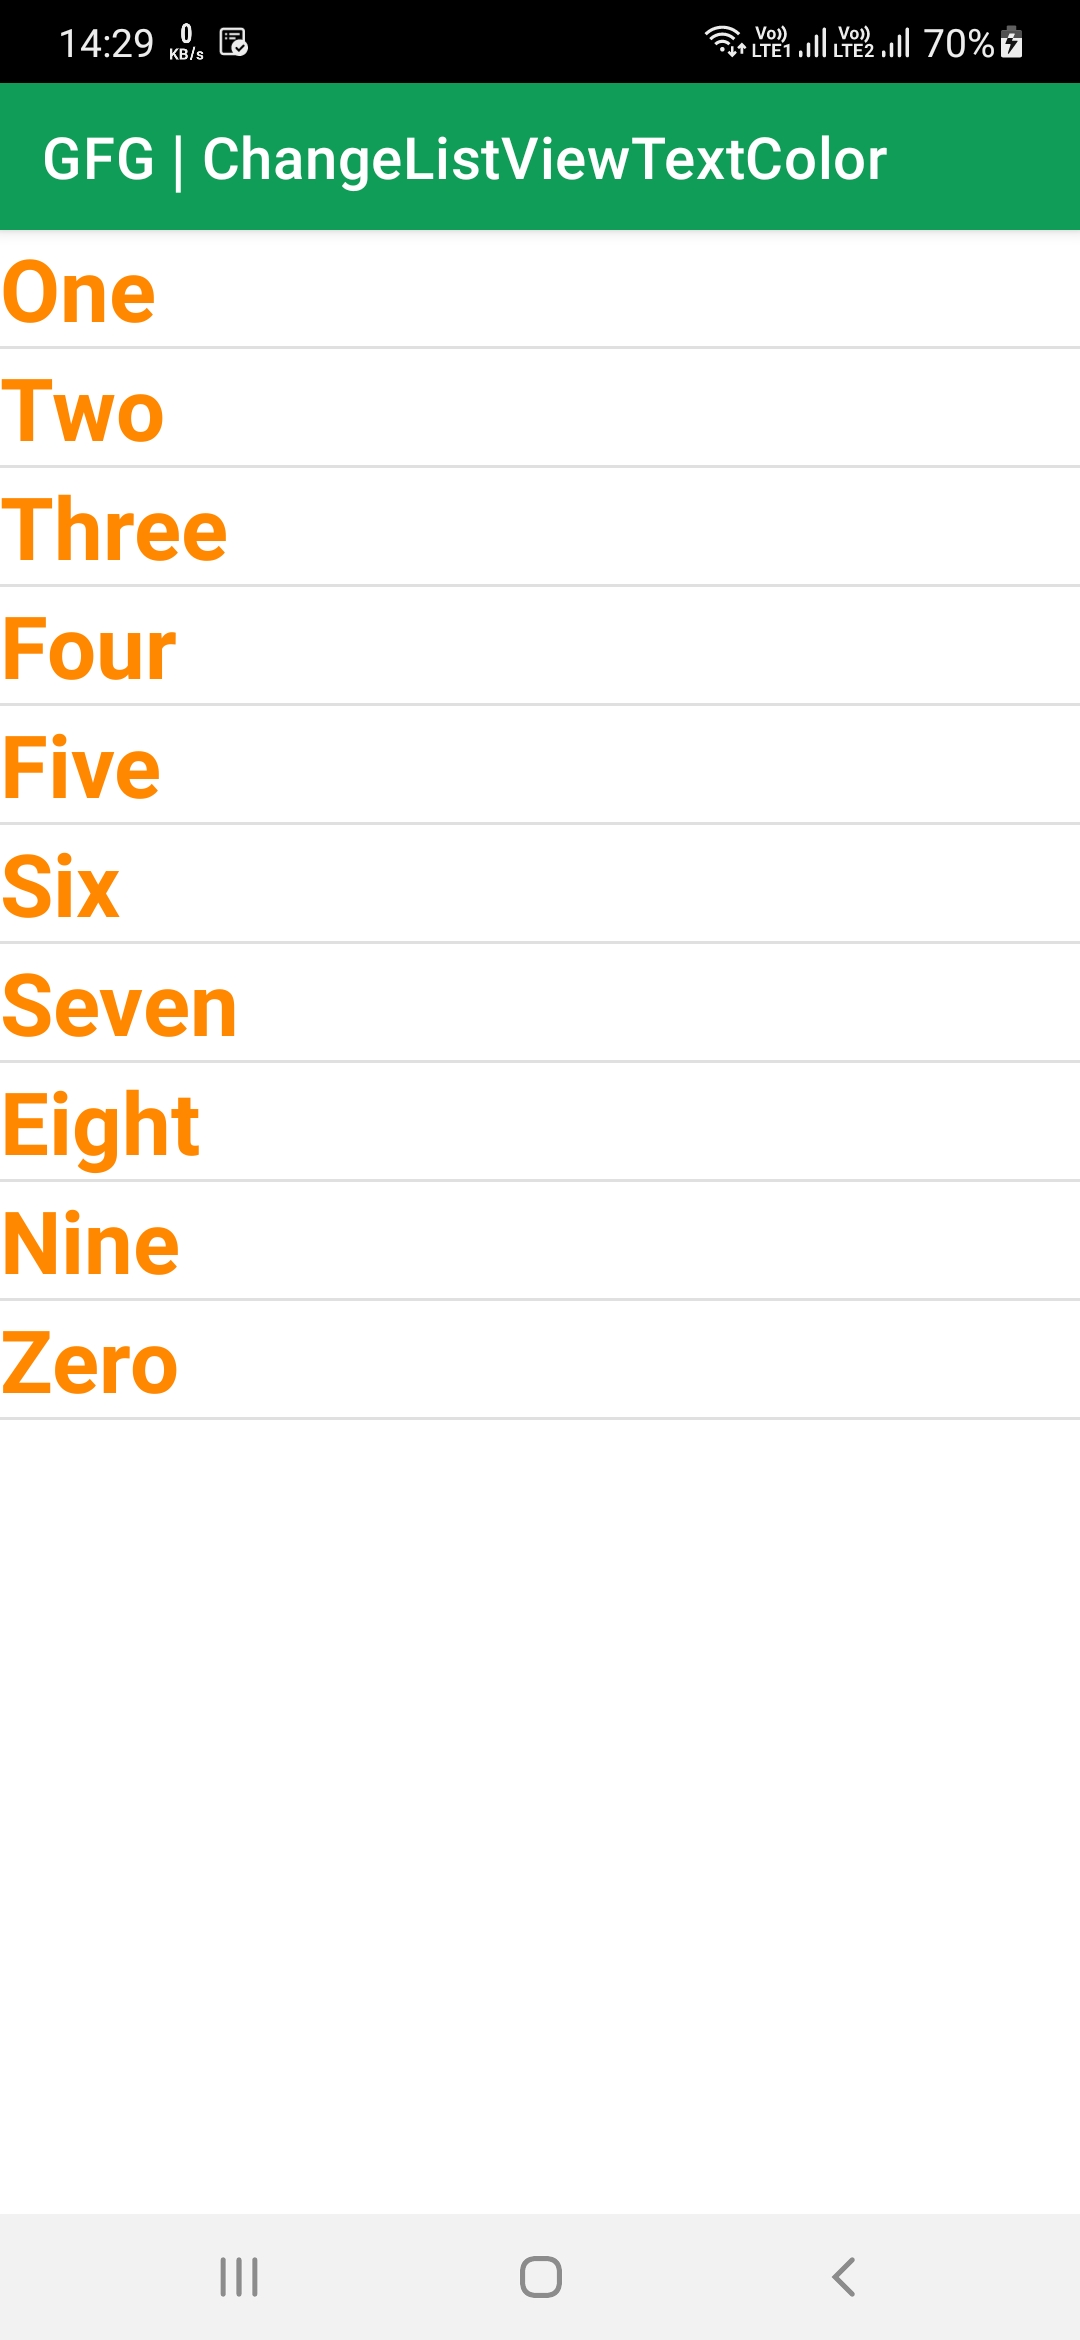 14:29 0 KB/s Vo)) LTE1 Vo)) LTE2 70%
GFG | ChangeListViewTextColor
One
Two
Three
Four
Five
Six
Seven
Eight
Nine
Zero